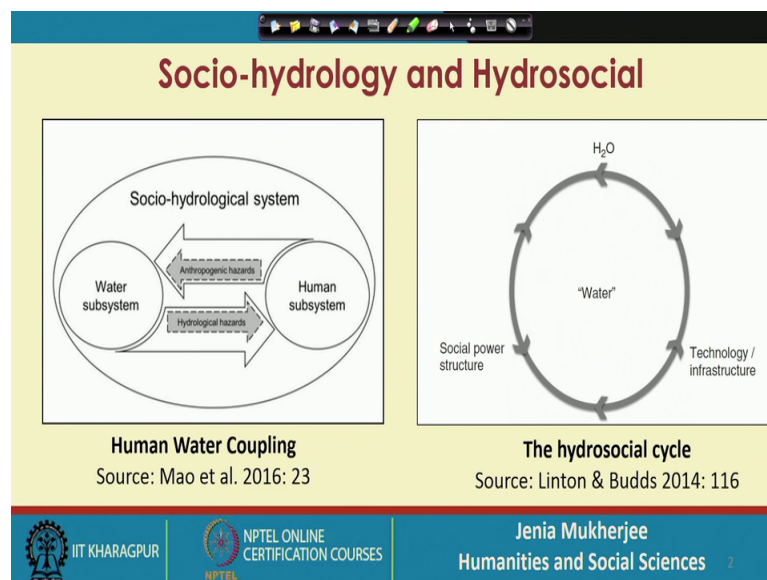 Socio-hydrology and Hydrosocial
Socio-hydrological system
Anthropogenic hazards
Water
subsystem
Human
subsystem
Hydrological hazards
Human Water Coupling
Source: Mao et al. 2016: 23
H₂O
"Water"
Social power
structure
Technology /
infrastructure
The hydrosocial cycle
Source: Linton & Budds 2014: 116
IIT KHARAGPUR
NPTEL
NPTEL ONLINE
CERTIFICATION COURSES
Jenia Mukherjee
Humanities and Social Sciences
2